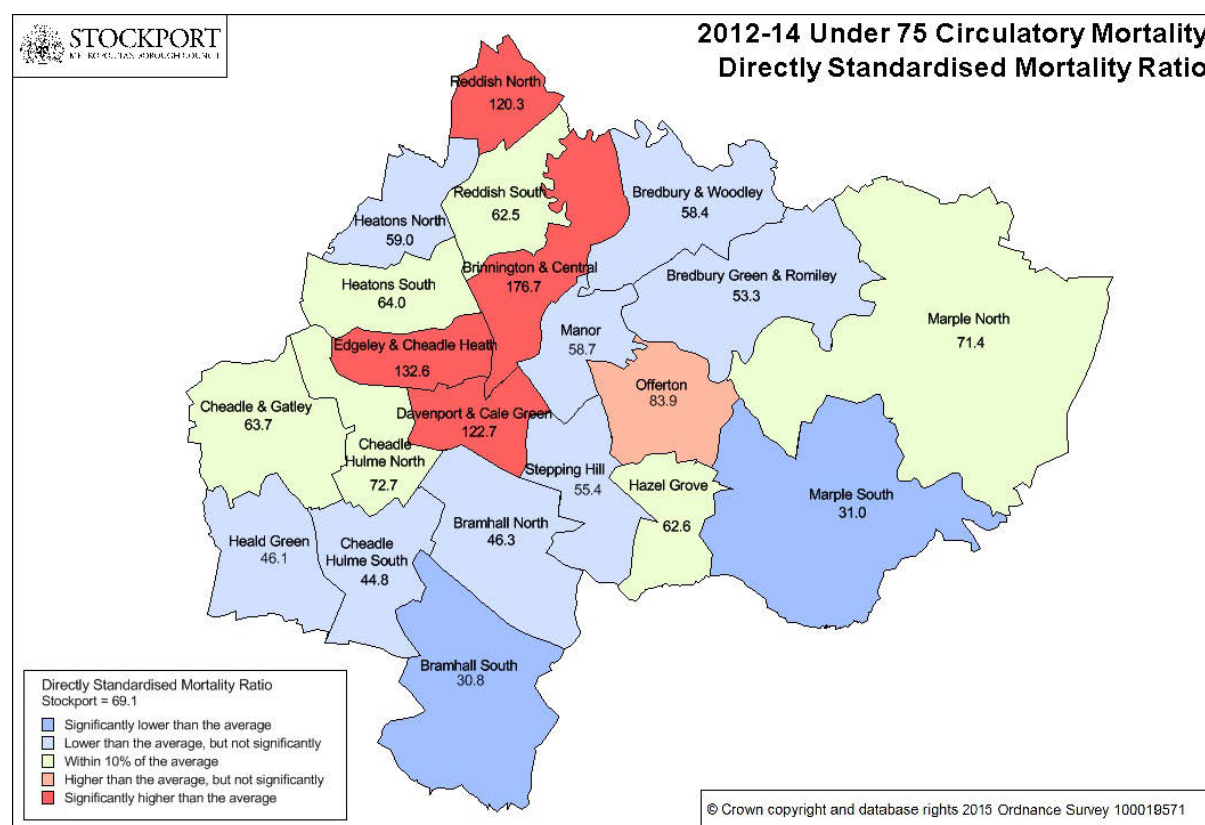 STOCKPORT
METROPOLITAN BOROUGH COUNCIL
2012-14 Under 75 Circulatory Mortality
Directly Standardised Mortality Ratio
Reddish North
120.3
Reddish South
62.5
Bredbury & Woodley
58.4
Heatons North
59.0
Brinnington & Central
176.7
Bredbury Green & Romiley
53.3
Heatons South
64.0
Marple North
71.4
Manor
58.7
Edgeley & Cheadle Heath
132.6
Offerton
83.9
Cheadle & Gatley
63.7
Davenport & Cale Green
122.7
Cheadle
Hulme North
72.7
Stepping Hill
55.4
Hazel Grove
62.6
Marple South
31.0
Heald Green
46.1
Cheadle
Hulme South
44.8
Bramhall North
46.3
Bramhall South
30.8
Directly Standardised Mortality Ratio
Stockport = 69.1
Significantly lower than the average
Lower than the average, but not significantly
Within 10% of the average
Higher than the average, but not significantly
Significantly higher than the average
© Crown copyright and database rights 2015 Ordnance Survey 100019571